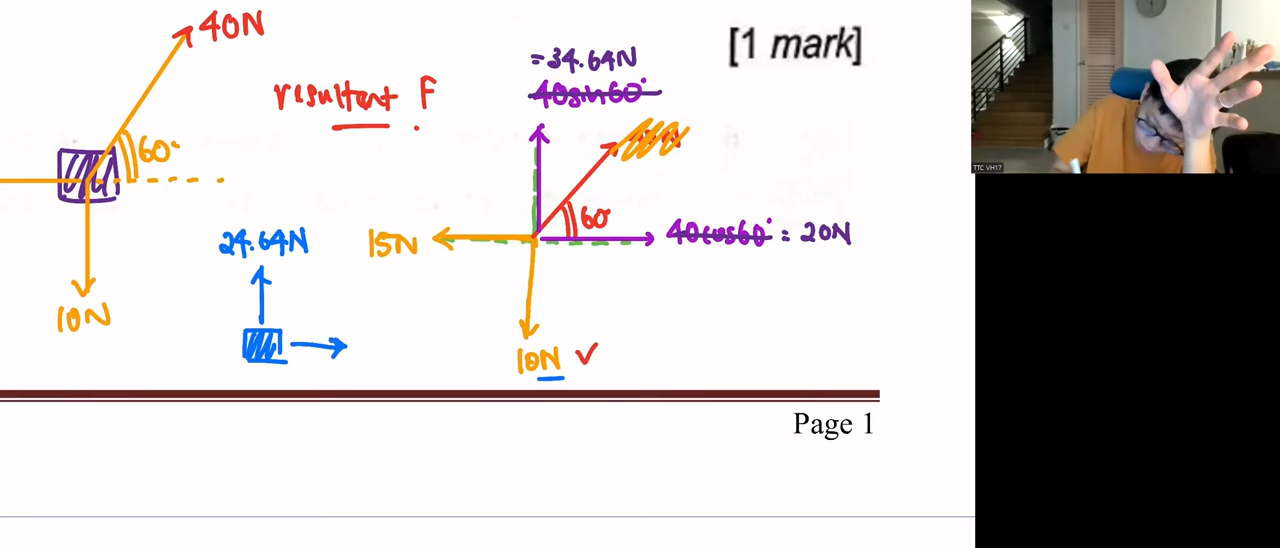 40N
60°
10N
resultant F
24.64N
= 34.64N
40sin60°
[1 mark]
60°
15N
40cos60° = 20N
10N ✓
Page 1
TTC VH17